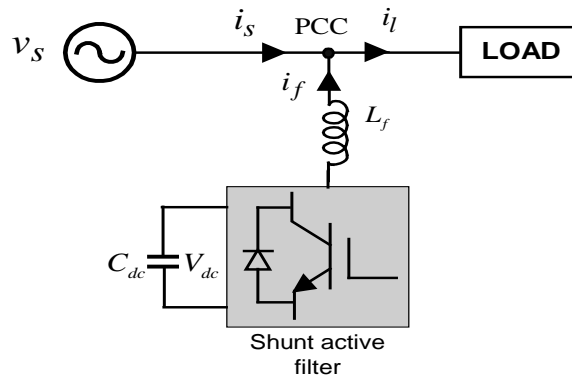 v_s
i_s
PCC
i_l
LOAD
i_f
L_f
C_dc
V_dc
Shunt active
filter